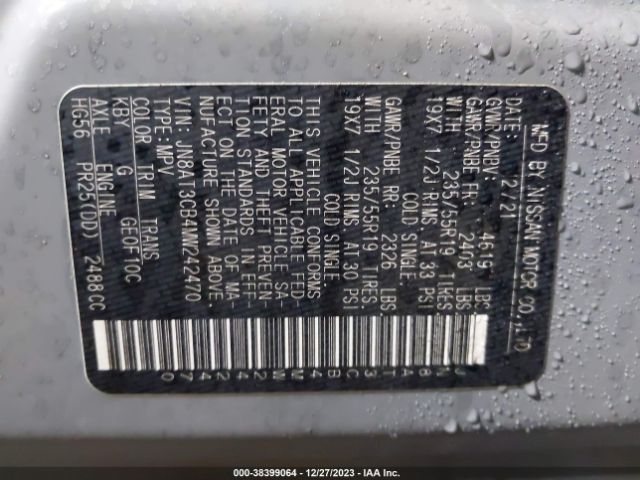 MFD BY NISSAN MOTOR CO.,LTD
DATE: 12/21
GVWR/PNBV 4619 LBS
GAWR/PNBE FR. 2403 LBS
WITH 235/55R19 TIRES
19X7 1/2J RIMS AT 33 PSI
COLD SINGLE.
GAWR/PNBE RR. 2326 LBS
WITH 235/55R19 TIRES
19X7 1/2J RIMS AT 30 PSI
COLD SINGLE.
THIS VEHICLE CONFORMS
TO ALL APPLICABLE FED-
ERAL MOTOR VEHICLE SA-
FETY AND THEFT PREVEN-
TION STANDARDS IN EFF-
ECT ON THE DATE OF MA-
NUFACTURE SHOWN ABOVE.
VIN: JN8AT3CB4MW242470
TYPE: MPV
COLOR TRIM TRANS
KBY G GE0F10C
AXLE ENGINE
HG56 PR25(DD) 2488 CC
JN8AT3CB4MW242470
000-38399064 - 12/27/2023 - IAA Inc.